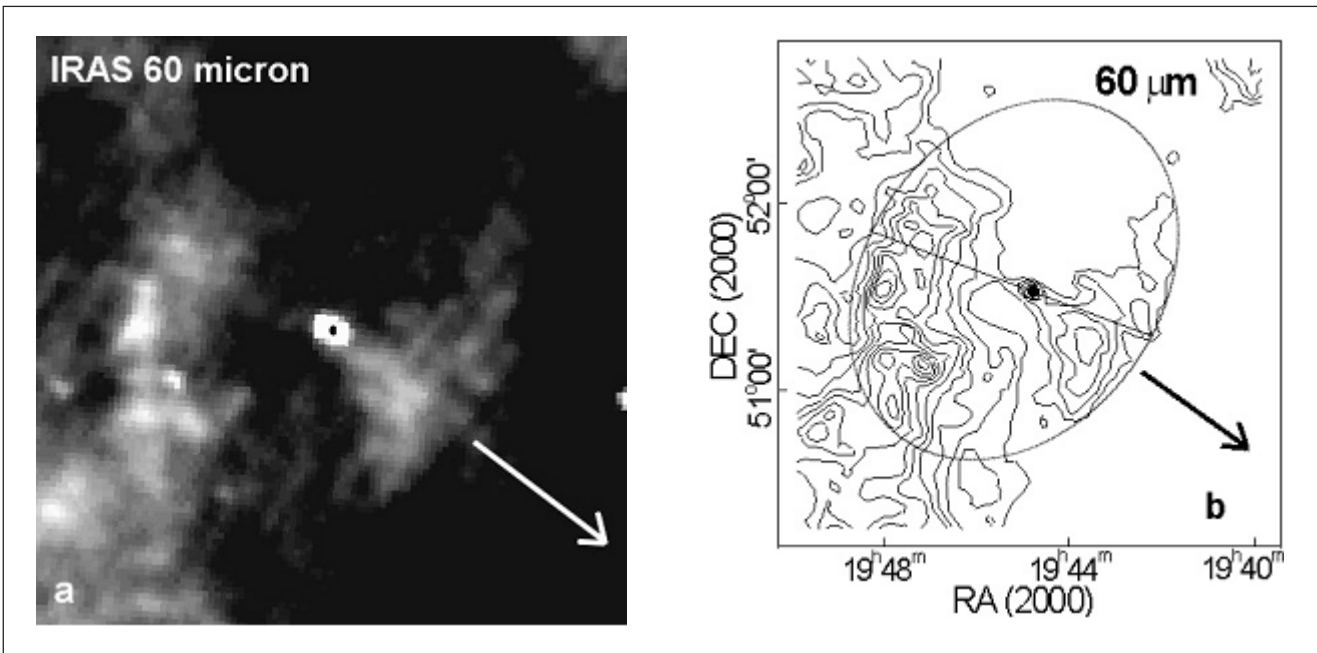 IRAS 60 micron
a
60 μm
DEC (2000)
52°00'
51°00'
b
19ʰ48ᵐ
19ʰ44ᵐ
19ʰ40ᵐ
RA (2000)